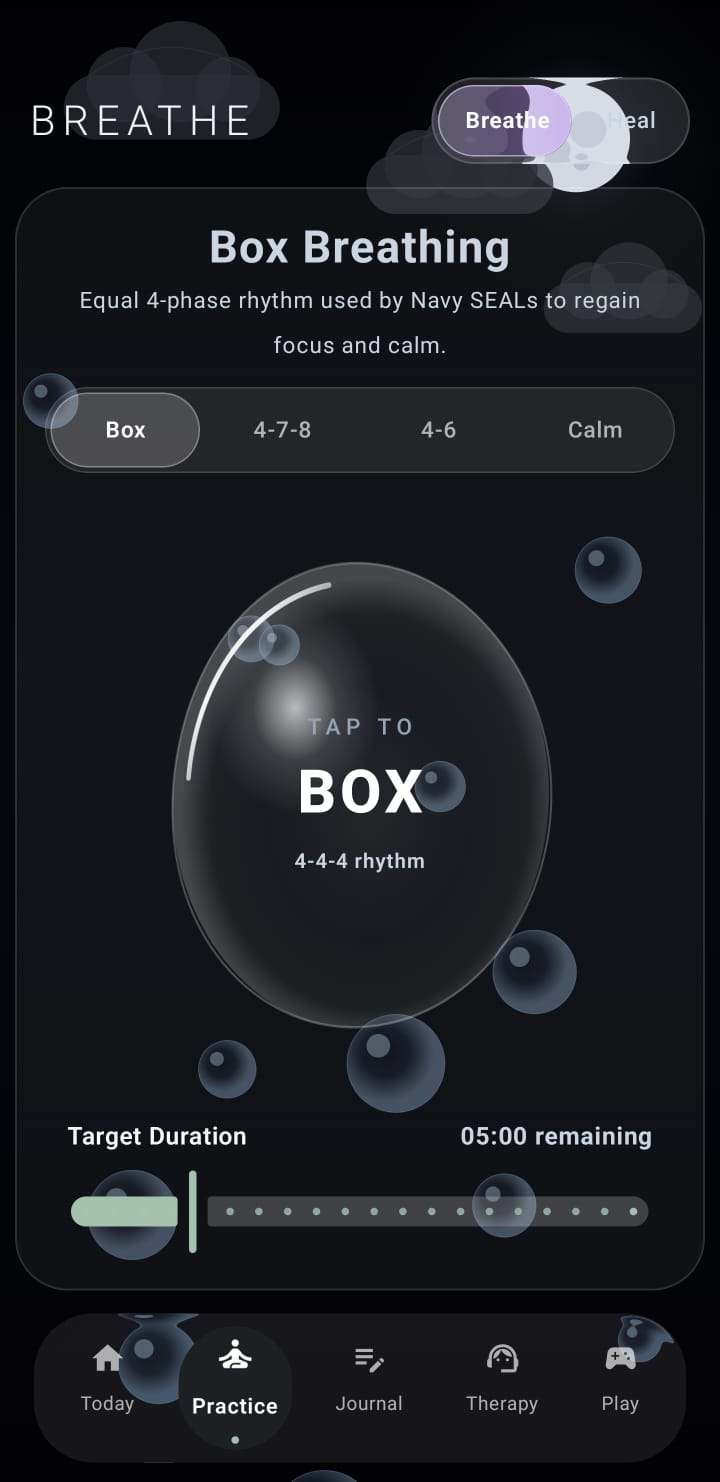 BREATHE
Breathe
Heal
Box Breathing
Equal 4-phase rhythm used by Navy SEALs to regain
focus and calm.
Box
4-7-8
4-6
Calm
TAP TO
BOX
4-4-4 rhythm
Target Duration
05:00 remaining
Today
Practice
Journal
Therapy
Play